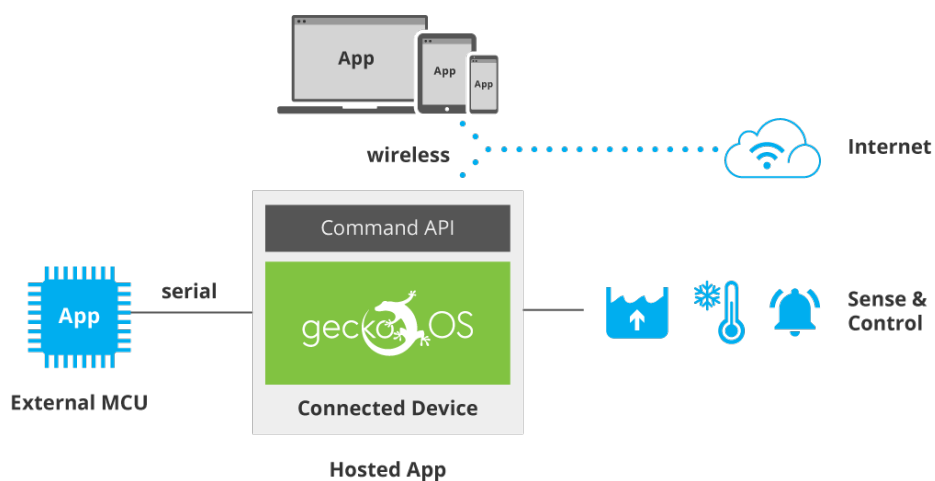 App
App
App
wireless
Internet
Command API
serial
App
gecko OS
Sense &
Control
External MCU
Connected Device
Hosted App